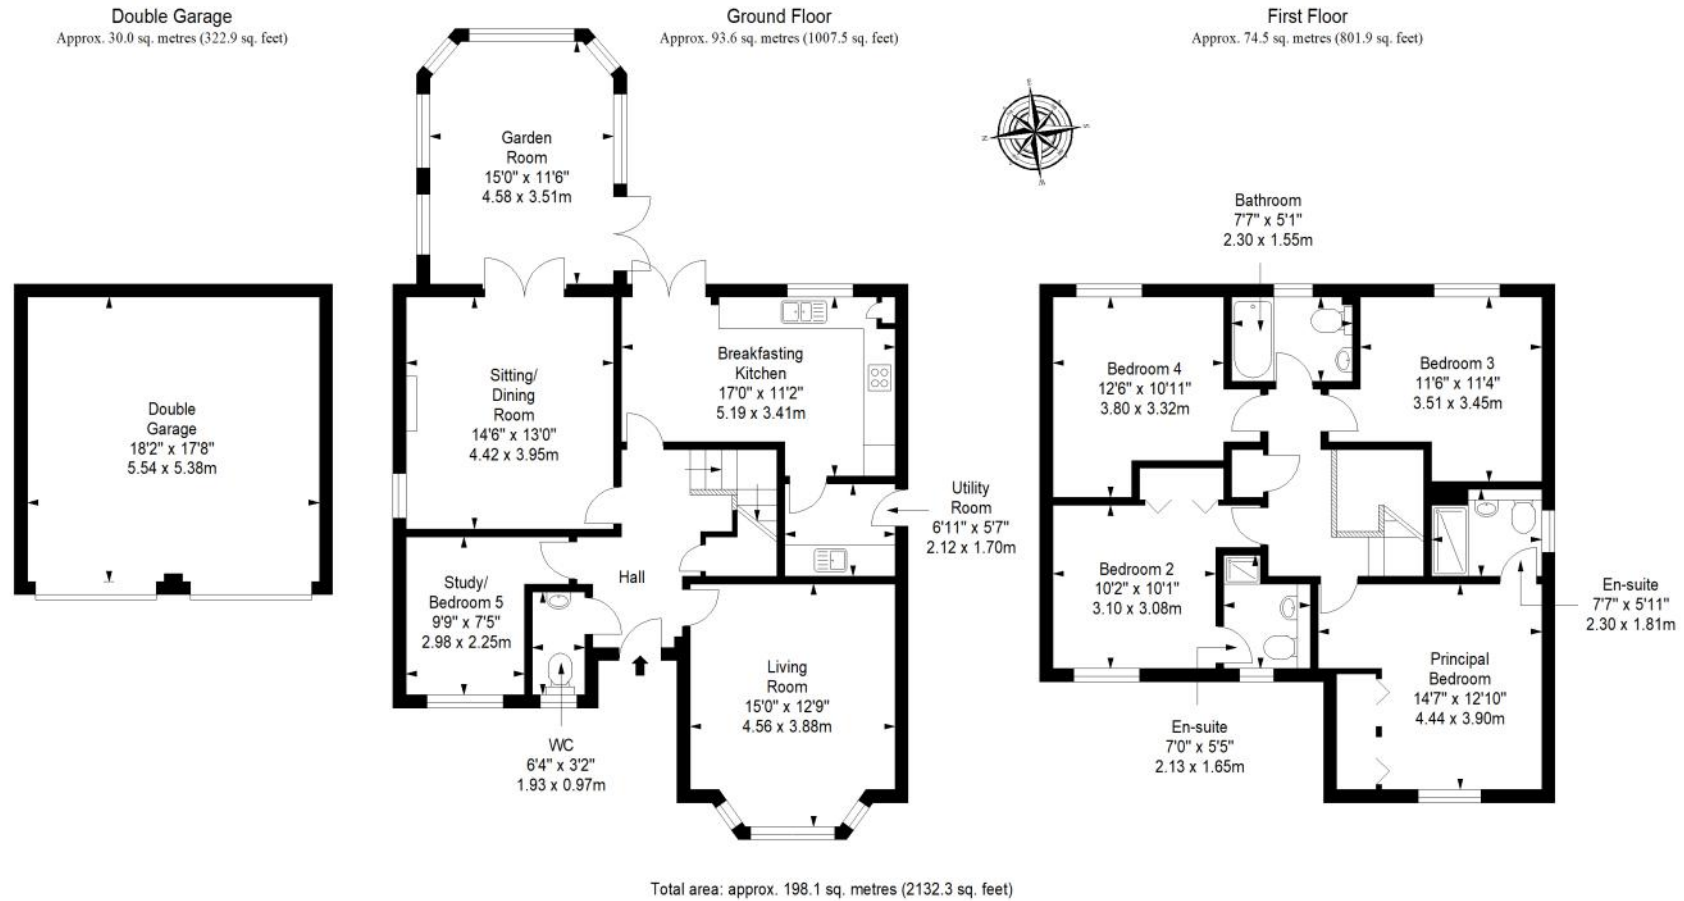 Double Garage
Approx. 30.0 sq. metres (322.9 sq. feet)
Ground Floor
Approx. 93.6 sq. metres (1007.5 sq. feet)
First Floor
Approx. 74.5 sq. metres (801.9 sq. feet)
Double
Garage
18'2" x 17'8"
5.54 x 5.38m
Garden
Room
15'0" x 11'6"
4.58 x 3.51m
Sitting/
Dining
Room
14'6" x 13'0"
4.42 x 3.95m
Breakfasting
Kitchen
17'0" x 11'2"
5.19 x 3.41m
Utility
Room
6'11" x 5'7"
2.12 x 1.70m
Hall
Study/
Bedroom 5
9'9" x 7'5"
2.98 x 2.25m
WC
6'4" x 3'2"
1.93 x 0.97m
Living
Room
15'0" x 12'9"
4.56 x 3.88m
N
S
W
Bathroom
7'7" x 5'1"
2.30 x 1.55m
Bedroom 4
12'6" x 10'11"
3.80 x 3.32m
Bedroom 3
11'6" x 11'4"
3.51 x 3.45m
Bedroom 2
10'2" x 10'1"
3.10 x 3.08m
En-suite
7'0" x 5'5"
2.13 x 1.65m
En-suite
7'7" x 5'11"
2.30 x 1.81m
Principal
Bedroom
14'7" x 12'10"
4.44 x 3.90m
Total area: approx. 198.1 sq. metres (2132.3 sq. feet)